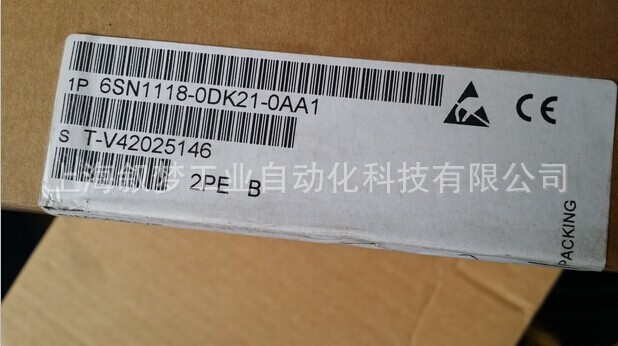 1P 6SN1118-0DK21-0AA1
S T-V42025146
上海敏梦工业自动化科技有限公司
2PE B
CE
PACKING